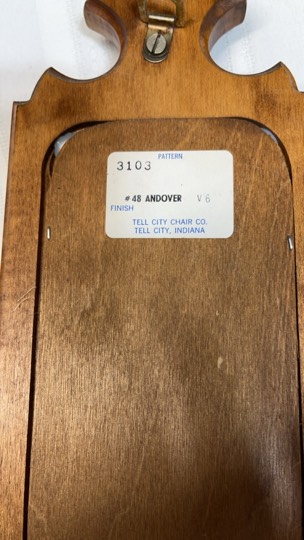 PATTERN
3103
#48 ANDOVER V6
FINISH
TELL CITY CHAIR CO.
TELL CITY, INDIANA